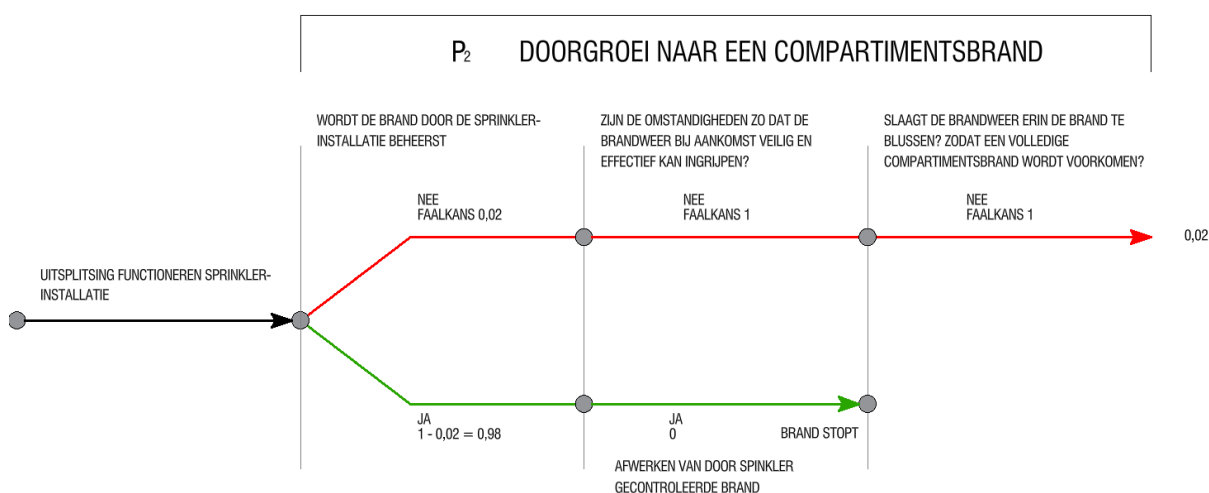 P2 DOORGROEI NAAR EEN COMPARTIMENTSBRAND
WORDT DE BRAND DOOR DE SPRINKLER-
INSTALLATIE BEHEERST
ZIJN DE OMSTANDIGHEDEN ZO DAT DE
BRANDWEER BIJ AANKOMST VEILIG EN
EFFECTIEF KAN INGRIJPEN?
SLAAGT DE BRANDWEER ERIN DE BRAND TE
BLUSSEN? ZODAT EEN VOLLEDIGE
COMPARTIMENTSBRAND WORDT VOORKOMEN?
NEE
FAALKANS 0,02
NEE
FAALKANS 1
NEE
FAALKANS 1
0,02
UITSPLITSING FUNCTIONEREN SPRINKLER-
INSTALLATIE
JA
1 - 0,02 = 0,98
JA
0
BRAND STOPT
AFWERKEN VAN DOOR SPINKLER
GECONTROLEERDE BRAND